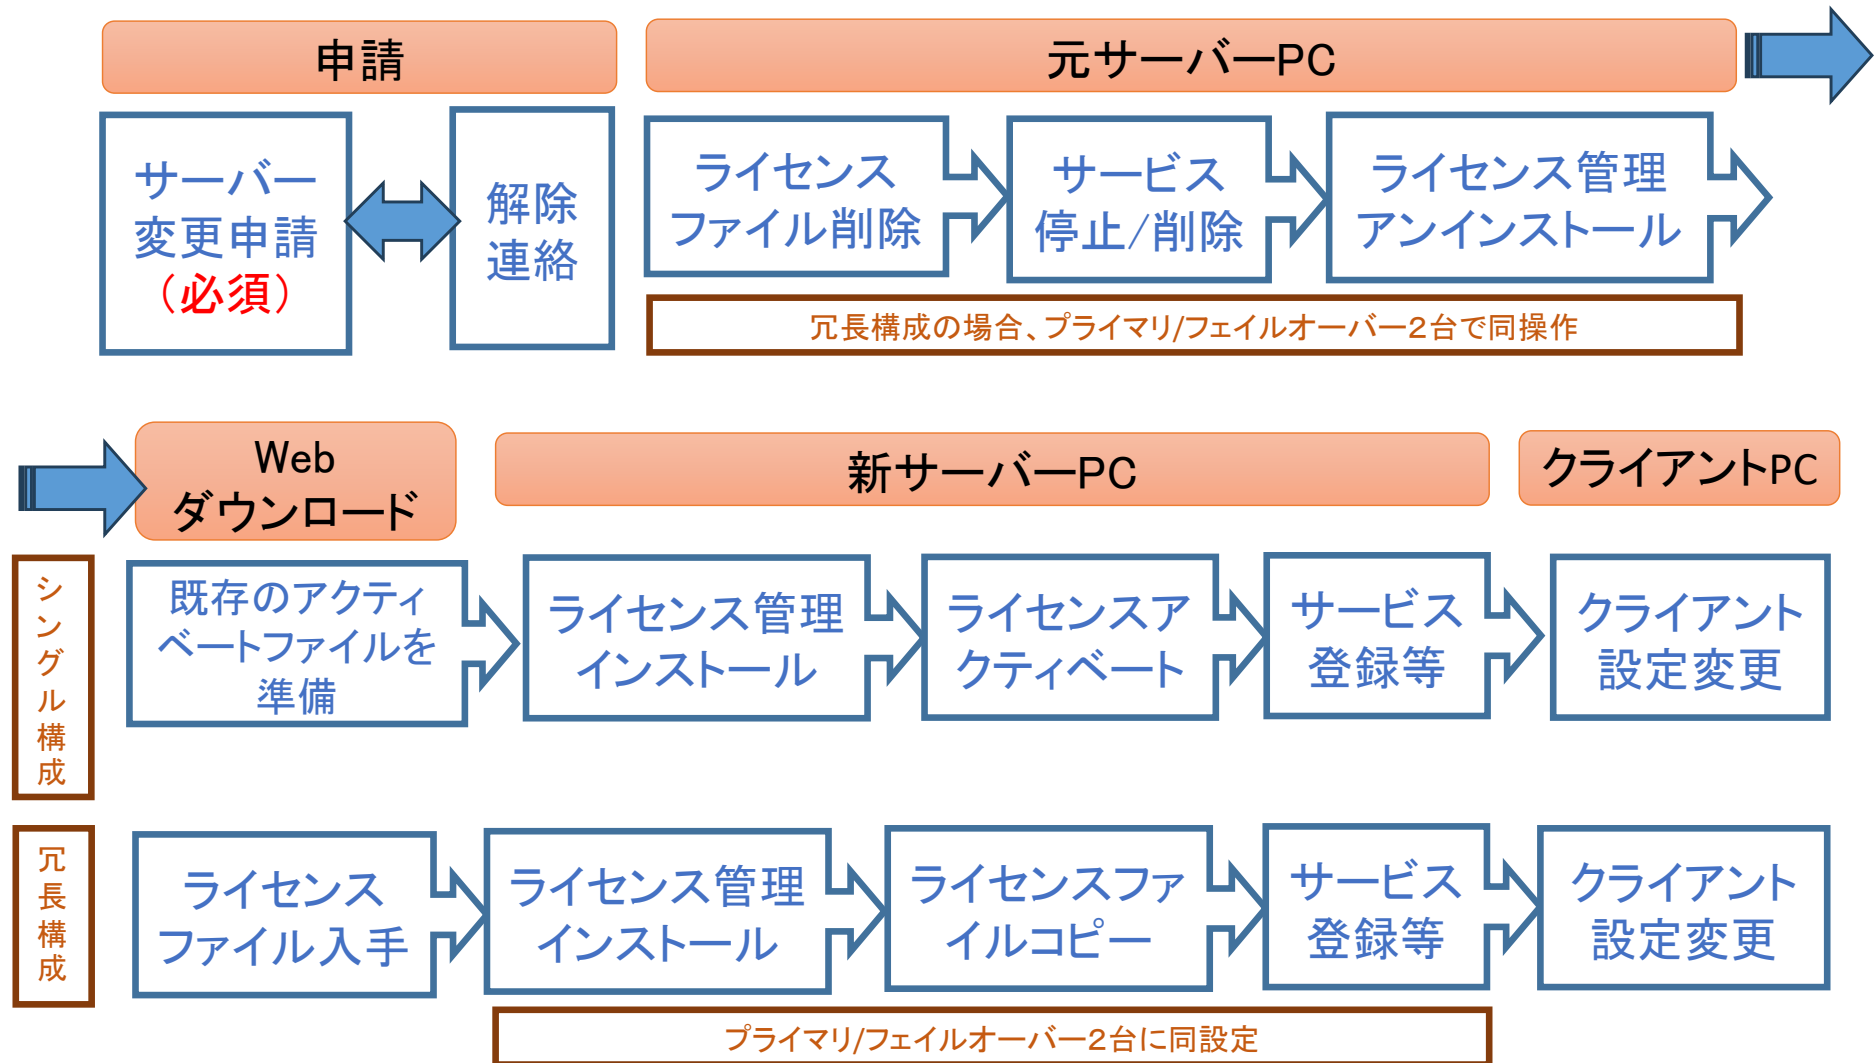 申請
サーバー
変更申請
（必須）
解除
連絡
元サーバーPC
ライセンス
ファイル削除
サービス
停止/削除
ライセンス管理
アンインストール
冗長構成の場合、プライマリ/フェイルオーバー２台で同操作
Web
ダウンロード
新サーバーPC
クライアントPC
シングル構成
既存のアクティ
ベートファイルを
準備
ライセンス管理
インストール
ライセンスア
クティベート
サービス
登録等
クライアント
設定変更
冗長構成
ライセンス
ファイル入手
ライセンス管理
インストール
ライセンスファ
イルコピー
サービス
登録等
クライアント
設定変更
プライマリ/フェイルオーバー２台に同設定